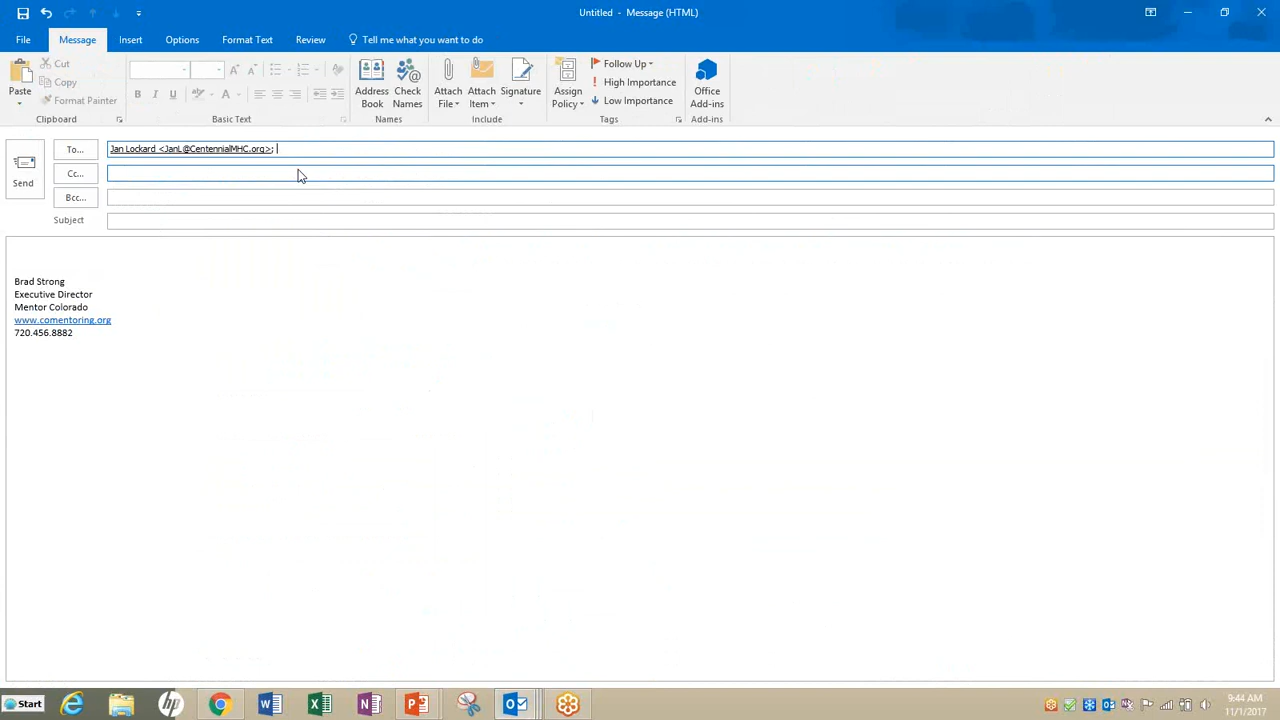 Untitled - Message (HTML)
File Message Insert Options Format Text Review Tell me what you want to do
Paste
Cut
Copy
Format Painter
Clipboard
B I U A
Basic Text
Address Book
Check Names
Names
Attach File
Attach Item
Signature
Include
Assign Policy
Follow Up
High Importance
Low Importance
Tags
Office Add-ins
Add-ins
Send
To... Jan Lockard <JanL@CentennialMHC.org>;
Cc...
Bcc...
Subject
Brad Strong
Executive Director
Mentor Colorado
www.comentoring.org
720.456.8882
Start
9:44 AM
11/1/2017